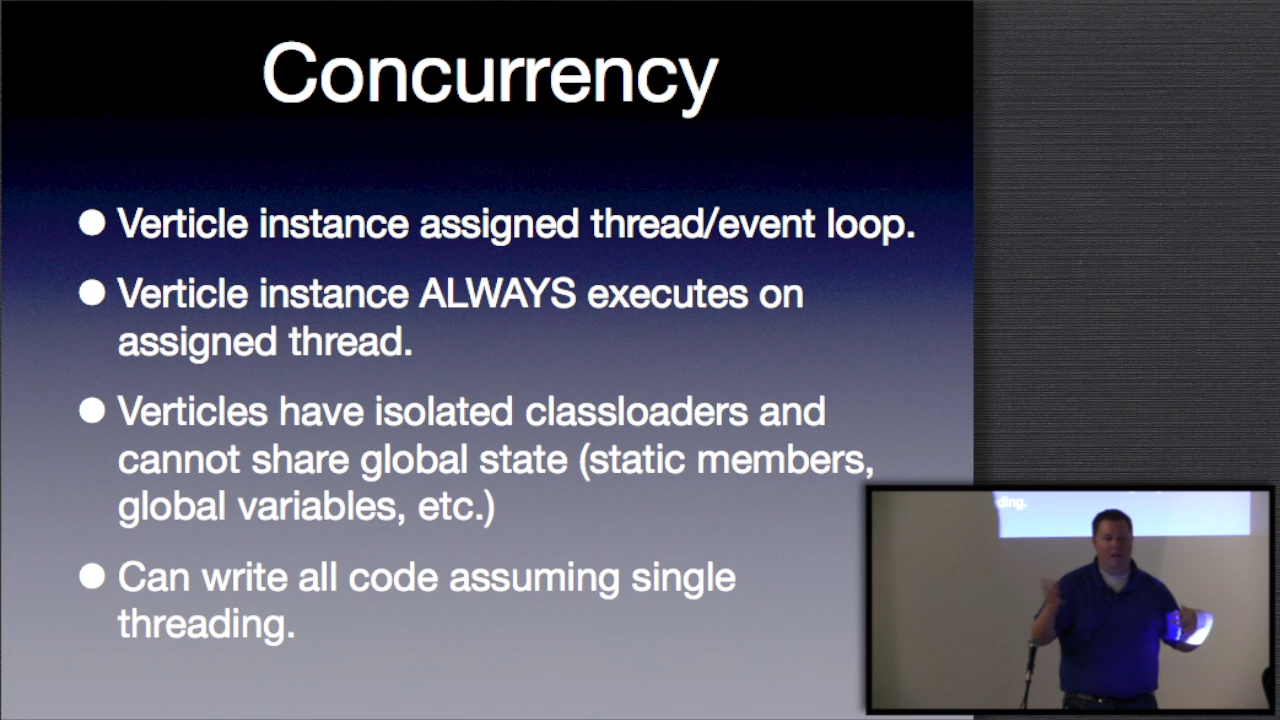 Concurrency
● Verticle instance assigned thread/event loop.
● Verticle instance ALWAYS executes on
assigned thread.
● Verticles have isolated classloaders and
cannot share global state (static members,
global variables, etc.)
● Can write all code assuming single
threading.
ding.